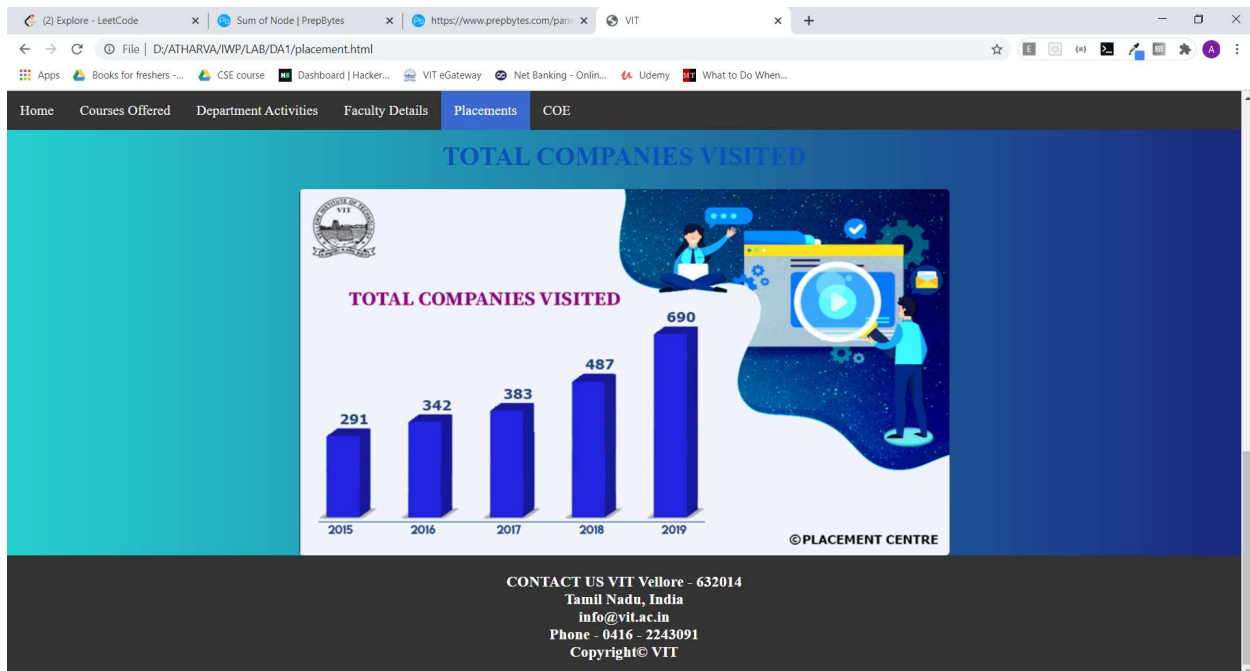 (2) Explore - LeetCode
Sum of Node | PrepBytes
https://www.prepbytes.com/pan
VIT
File | D:/ATHARVA/IWP/LAB/DA1/placement.html
Apps Books for freshers -... CSE course Dashboard | Hacker... VIT eGateway Net Banking - Onlin... Udemy What to Do When...
Home Courses Offered Department Activities Faculty Details Placements COE
TOTAL COMPANIES VISITED
VIT
TOTAL COMPANIES VISITED
291 342 383 487 690
2015 2016 2017 2018 2019
©PLACEMENT CENTRE
CONTACT US VIT Vellore - 632014
Tamil Nadu, India
info@vit.ac.in
Phone - 0416 - 2243091
Copyright© VIT